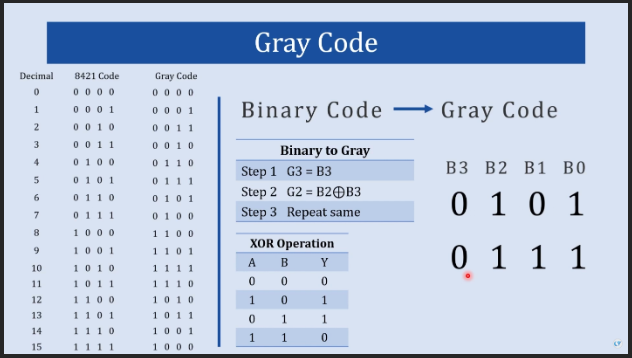 Gray Code
Decimal 8421 Code Gray Code
0 0 0 0 0 0 0 0 0
1 0 0 0 1 0 0 0 1
2 0 0 1 0 0 0 1 1
3 0 0 1 1 0 0 1 0
4 0 1 0 0 0 1 1 0
5 0 1 0 1 0 1 1 1
6 0 1 1 0 0 1 0 1
7 0 1 1 1 0 1 0 0
8 1 0 0 0 1 1 0 0
9 1 0 0 1 1 1 0 1
10 1 0 1 0 1 1 1 1
11 1 0 1 1 1 1 1 0
12 1 1 0 0 1 0 1 0
13 1 1 0 1 1 0 1 1
14 1 1 1 0 1 0 0 1
15 1 1 1 1 1 0 0 0
Binary Code → Gray Code
Binary to Gray
Step 1 G3 = B3
Step 2 G2 = B2⊕B3
Step 3 Repeat same
XOR Operation
A B Y
0 0 0
1 0 1
0 1 1
1 1 0
B3 B2 B1 B0
0 1 0 1
0 1 1 1